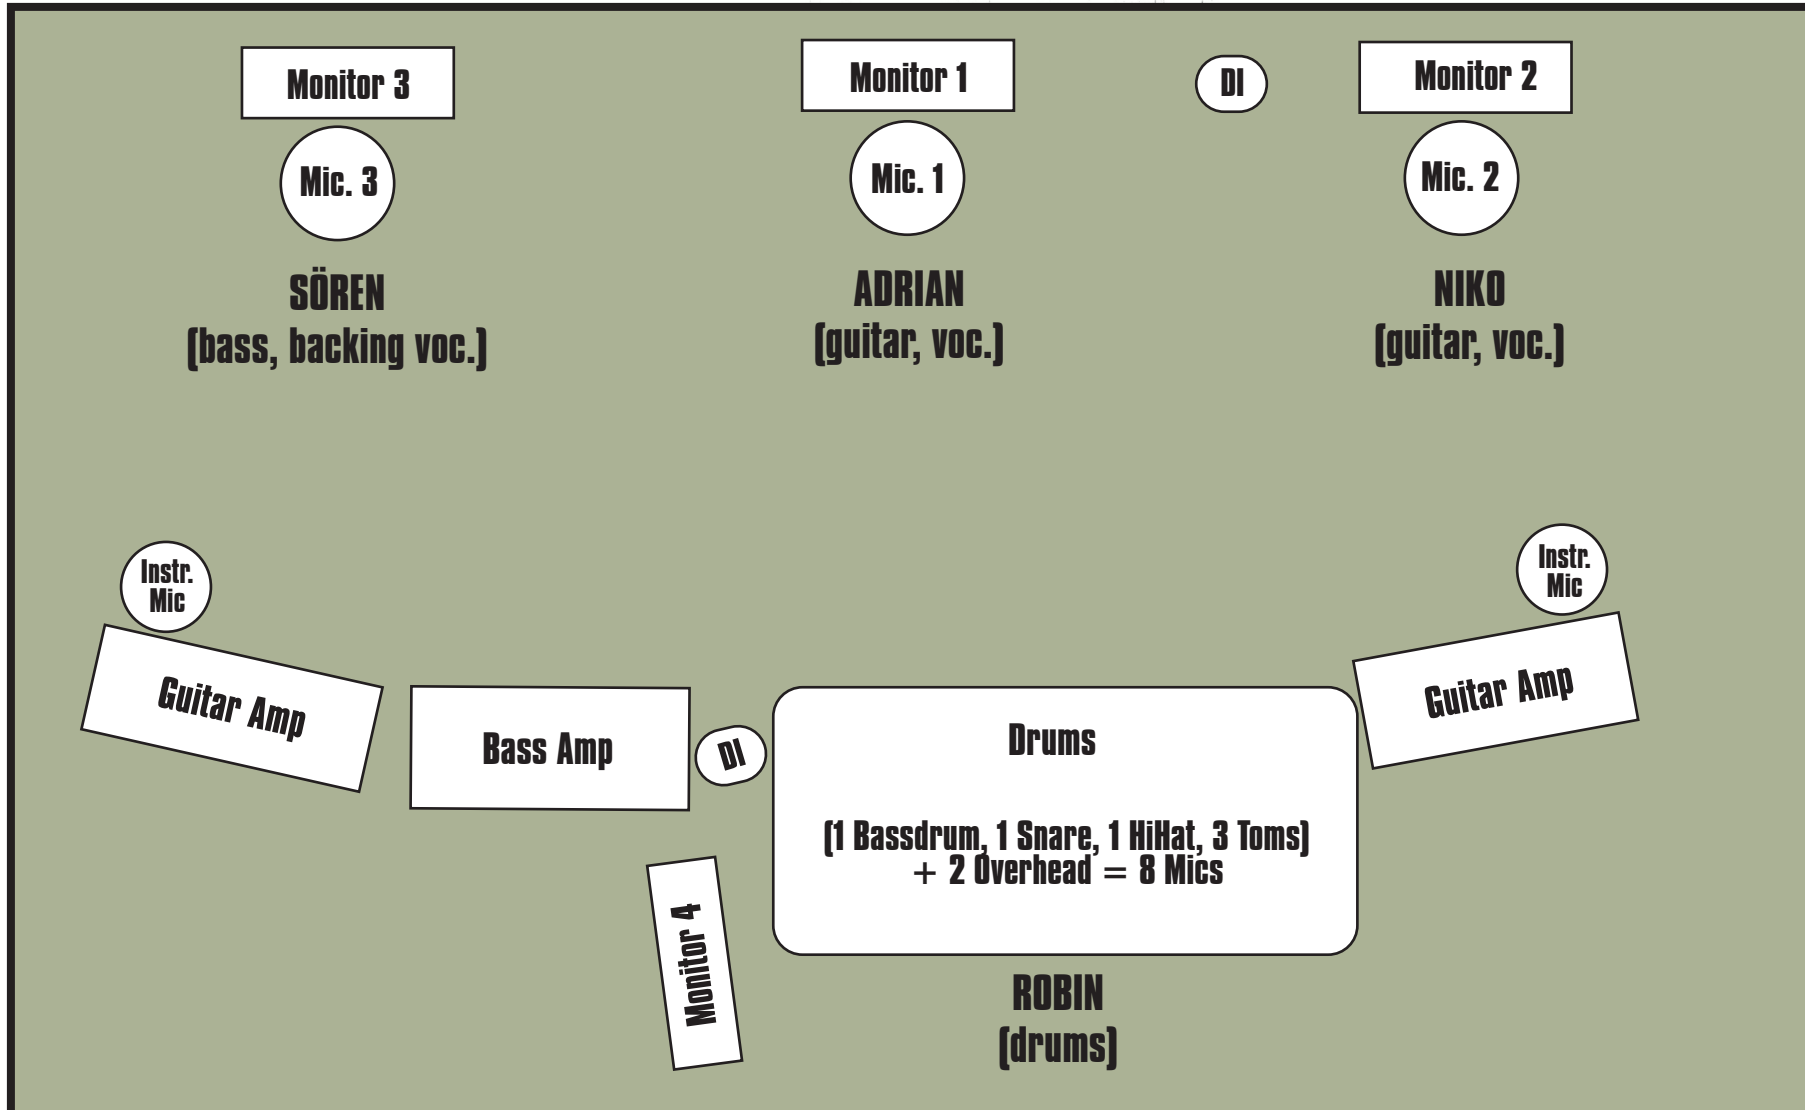 Monitor 3
Monitor 1
DI
Monitor 2
Mic. 3
Mic. 1
Mic. 2
SÖREN
(bass, backing voc.)
ADRIAN
(guitar, voc.)
NIKO
(guitar, voc.)
Instr.
Mic
Instr.
Mic
Guitar Amp
Bass Amp
DI
Drums
Guitar Amp
(1 Bassdrum, 1 Snare, 1 HiHat, 3 Toms)
+ 2 Overhead = 8 Mics
Monitor 4
ROBIN
(drums)